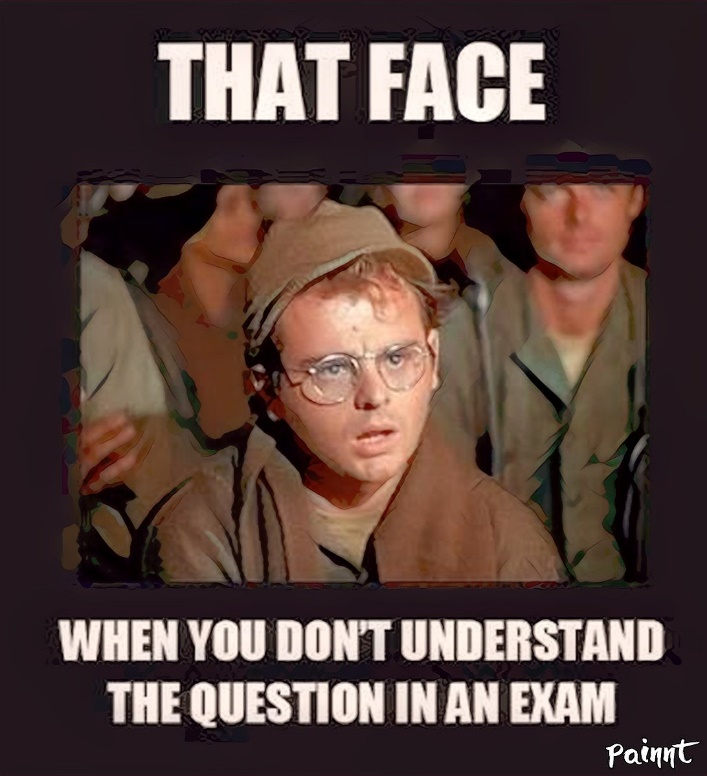 THAT FACE
WHEN YOU DON'T UNDERSTAND
THE QUESTION IN AN EXAM
Painnt